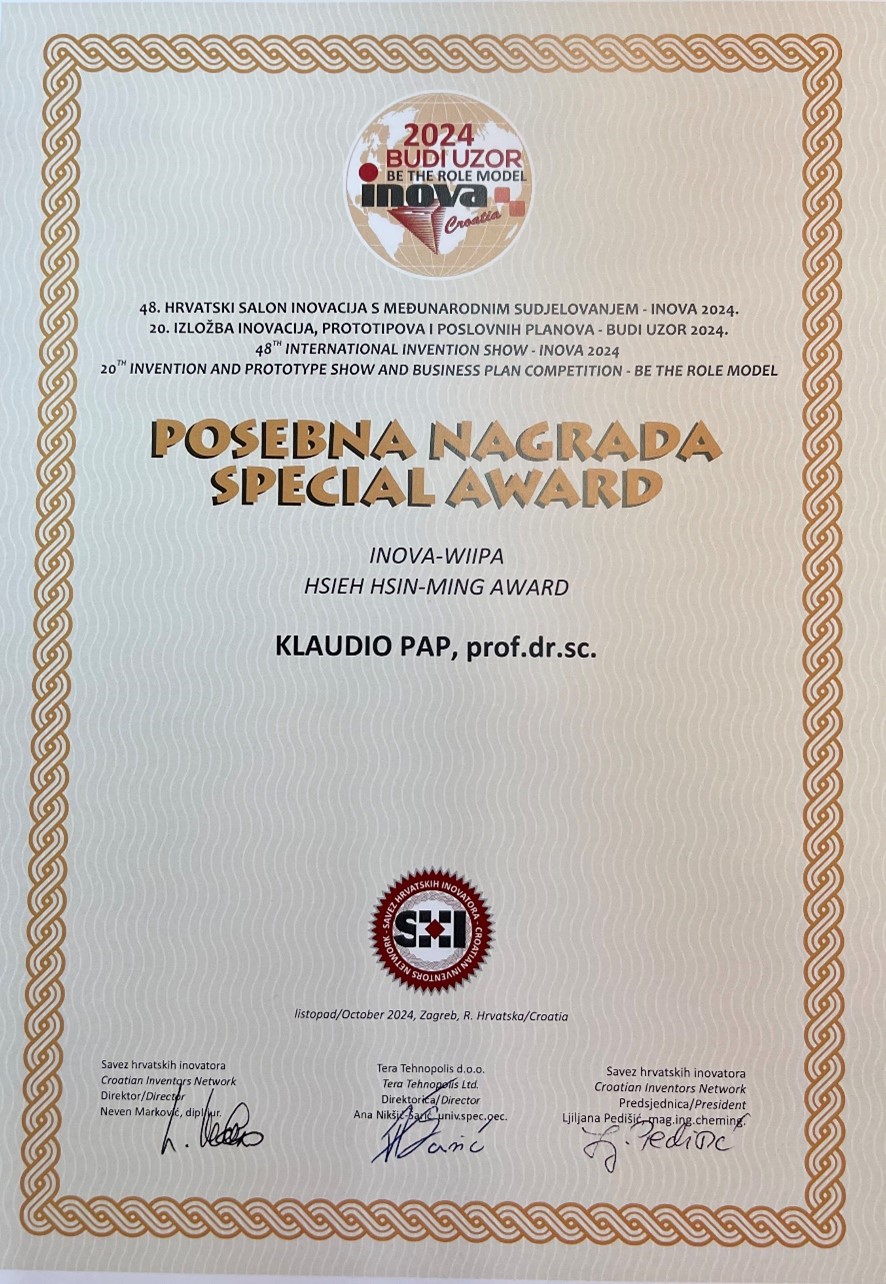 2024
BUDI UZOR
BE THE ROLE MODEL
inova
Croatia
48. HRVATSKI SALON INOVACIJA S MEĐUNARODNIM SUDJELOVANJEM - INOVA 2024.
20. IZLOŽBA INOVACIJA, PROTOTIPOVA I POSLOVNIH PLANOVA - BUDI UZOR 2024.
48TH INTERNATIONAL INVENTION SHOW - INOVA 2024
20TH INVENTION AND PROTOTYPE SHOW AND BUSINESS PLAN COMPETITION - BE THE ROLE MODEL
POSEBNA NAGRADA
SPECIAL AWARD
INOVA-WIIPA
HSIEH HSIN-MING AWARD
KLAUDIO PAP, prof.dr.sc.
SAVEZ HRVATSKIH INOVATORA - CROATIAN INVENTORS NETWORK -
SHI
listopad/October 2024, Zagreb, R. Hrvatska/Croatia
Savez hrvatskih inovatora
Croatian Inventors Network
Direktor/Director
Neven Marković, dipl.iur.
Tera Tehnopolis d.o.o.
Tera Tehnopolis Ltd.
Direktorica/Director
Ana Nikšić-Šarić, univ.spec.oec.
Savez hrvatskih inovatora
Croatian Inventors Network
Predsjednica/President
Ljiljana Pedišić, mag.ing.cheming.